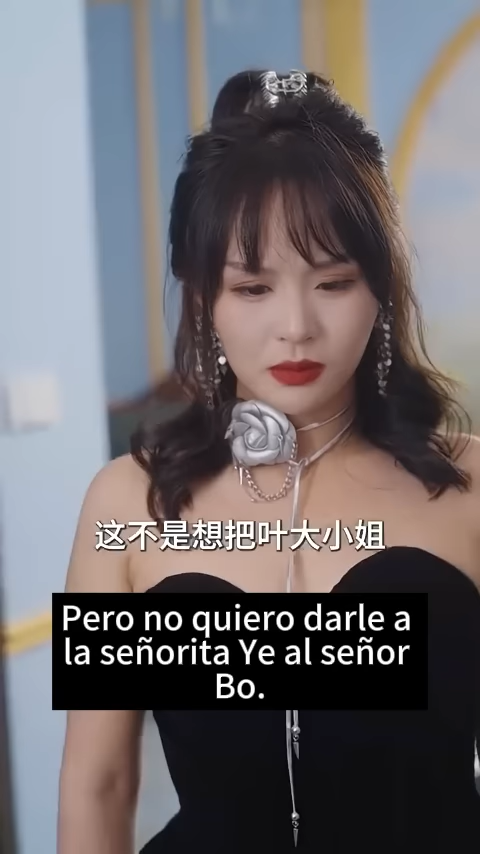 这不是想把叶大小姐
Pero no quiero darle a
la señorita Ye al señor
Bo.